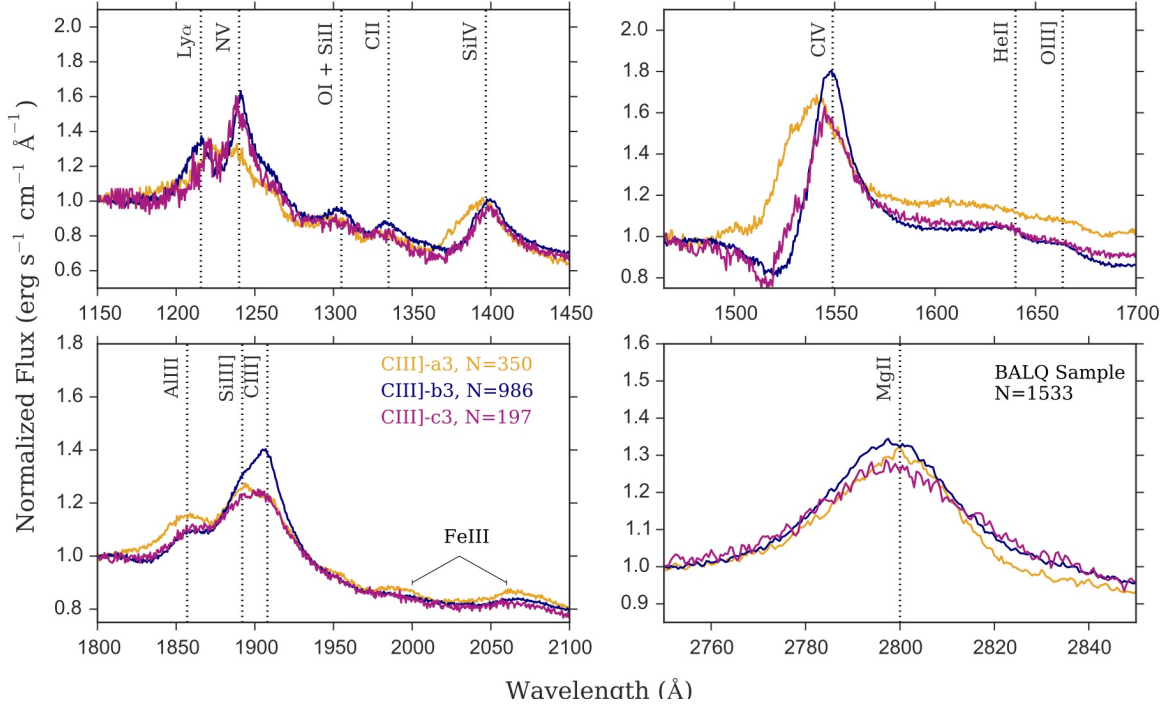 Normalized Flux (erg s⁻¹ cm⁻¹ Å⁻¹)
2.0
1.8
1.6
1.4
1.2
1.0
0.8
0.6
Lyα
NV
OI + SiII
CII
SiIV
1150 1200 1250 1300 1350 1400 1450
2.0
1.8
1.6
1.4
1.2
1.0
0.8
CIV
HeII
OIII]
1500 1550 1600 1650 1700
1.8
1.6
1.4
1.2
1.0
0.8
AlIII
SiIII]
CIII]
CIII]-a3, N=350
CIII]-b3, N=986
CIII]-c3, N=197
FeIII
1800 1850 1900 1950 2000 2050 2100
1.6
1.5
1.4
1.3
1.2
1.1
1.0
0.9
MgII
BALQ Sample
N=1533
2760 2780 2800 2820 2840
Wavelength (Å)